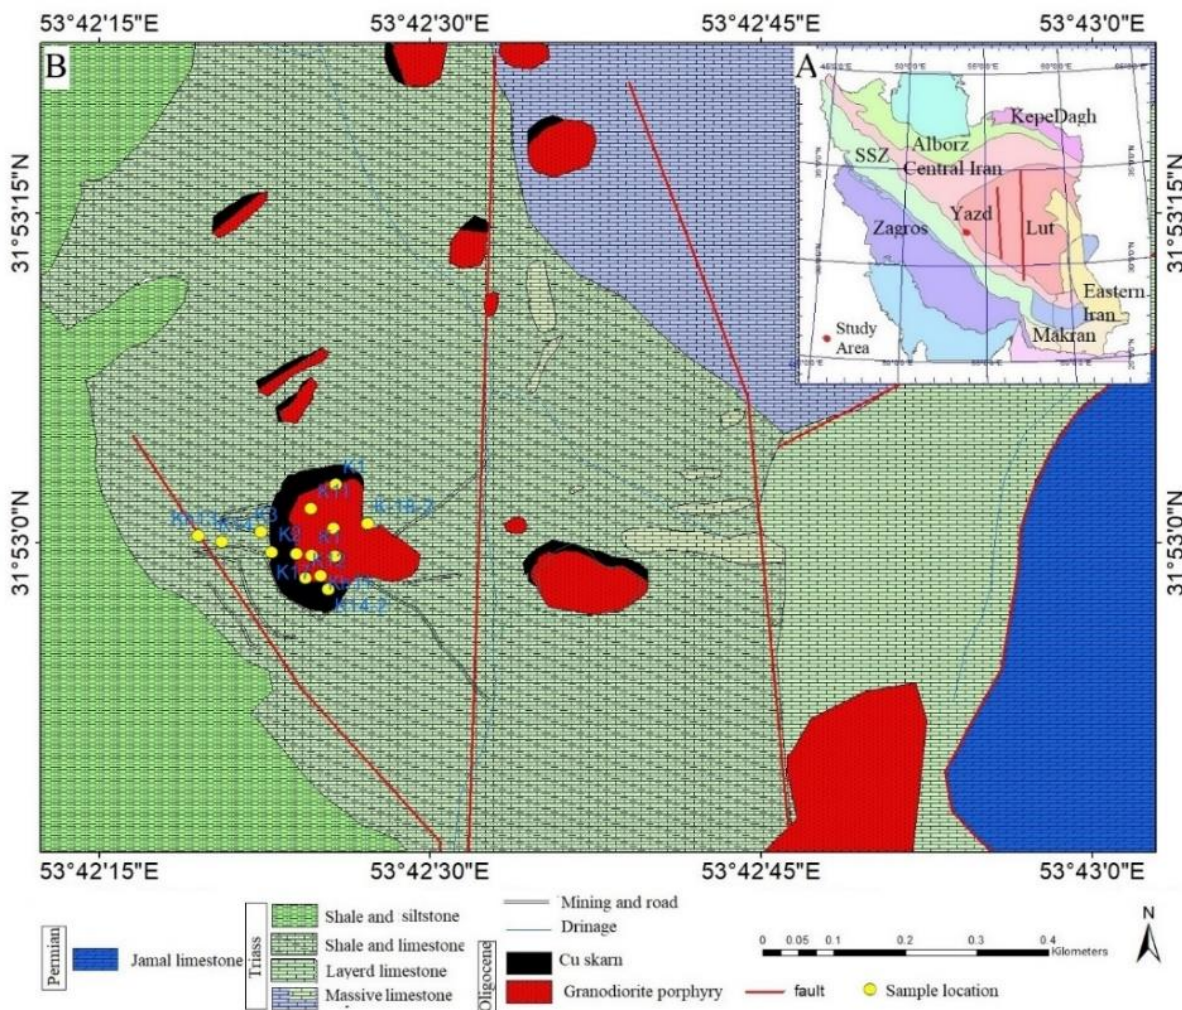 53°42'15"E
53°42'30"E
53°42'45"E
53°43'0"E
B
A
KepeDagh
Alborz
SSZ
Central Iran
Yazd
Lut
Zagros
Eastern
Iran
Makran
Study
Area
31°53'15"N
31°53'15"N
31°53'0"N
31°53'0"N
K1
K11
K-18-2
K3
K2
K1
K12
K14-2
53°42'15"E
53°42'30"E
53°42'45"E
53°43'0"E
Permian
Jamal limestone
Triass
Shale and siltstone
Shale and limestone
Layerd limestone
Massive limestone
Oligocene
Mining and road
Drinage
Cu skarn
Granodiorite porphyry
0 0.05 0.1 0.2 0.3 0.4
Kilometers
N
fault
Sample location